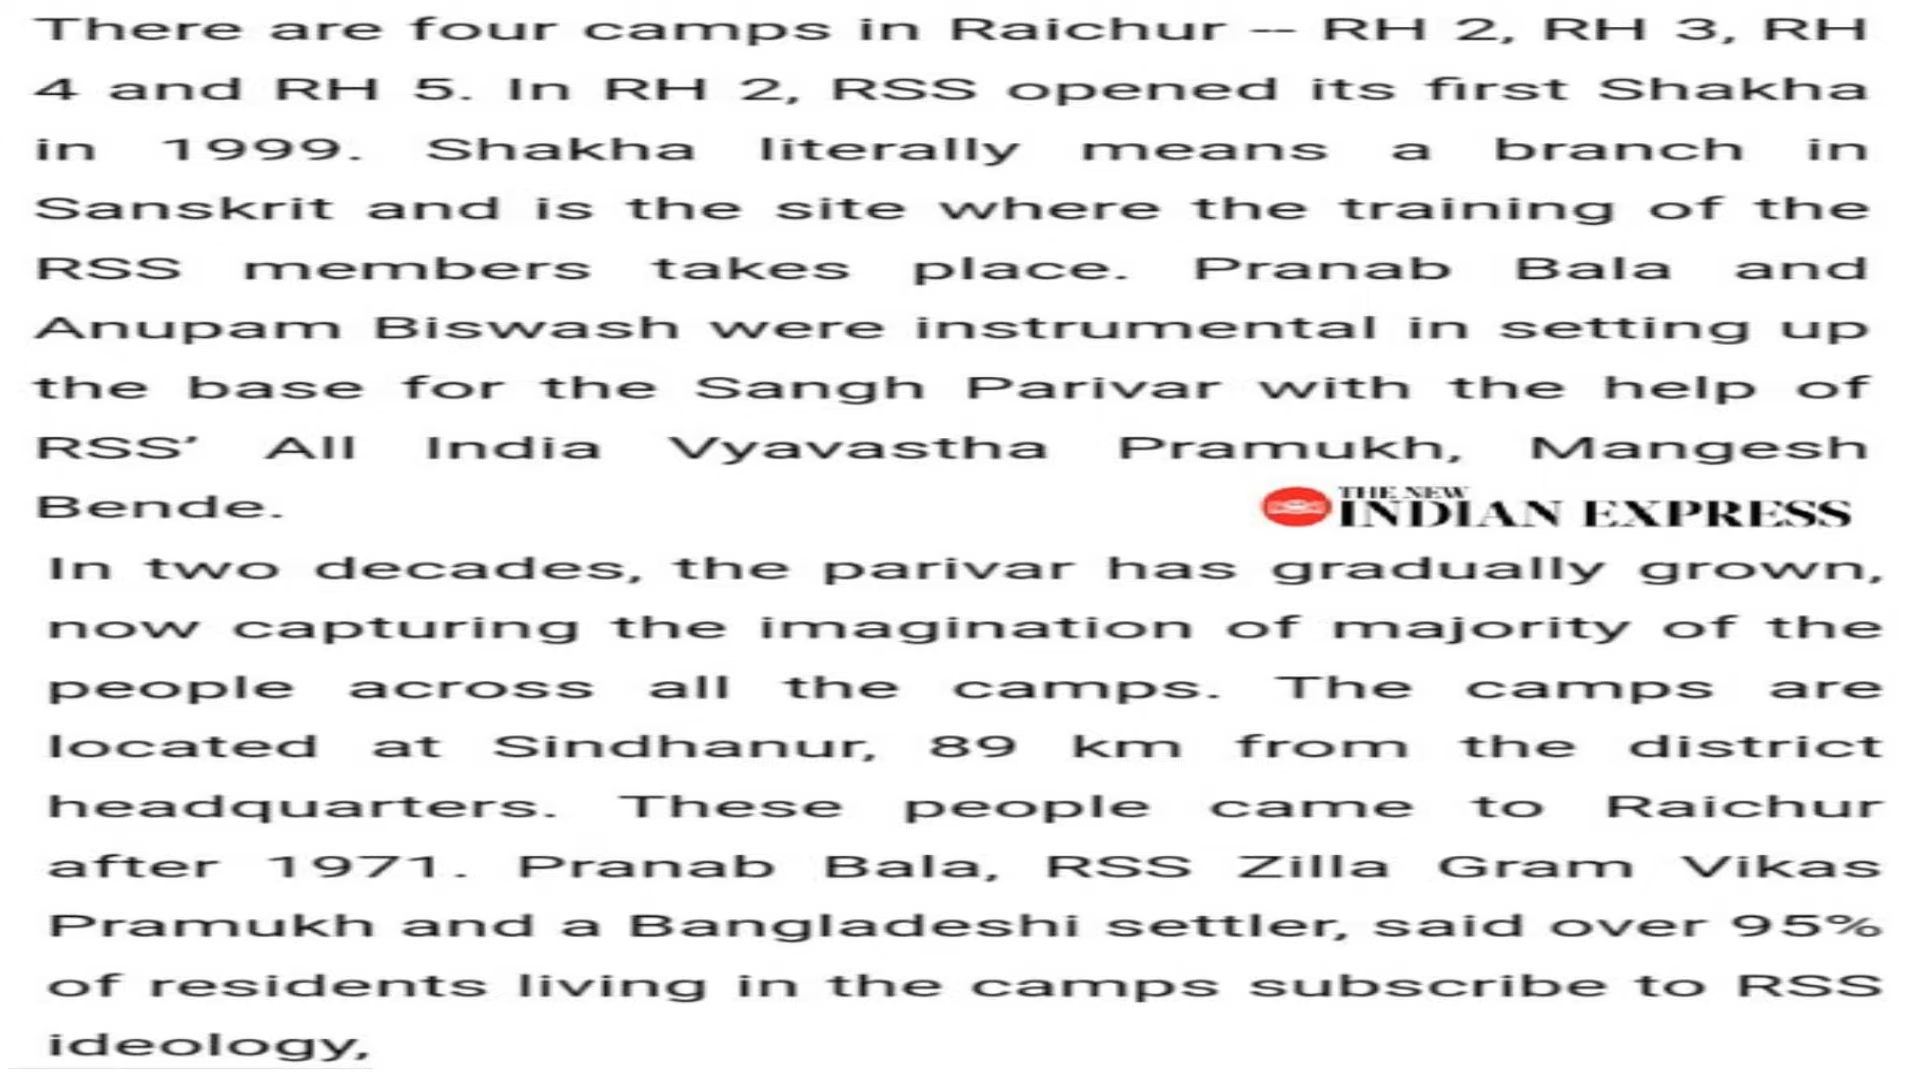 There are four camps in Raichur -- RH 2, RH 3, RH
4 and RH 5. In RH 2, RSS opened its first Shakha
in 1999. Shakha literally means a branch in
Sanskrit and is the site where the training of the
RSS members takes place. Pranab Bala and
Anupam Biswash were instrumental in setting up
the base for the Sangh Parivar with the help of
RSS’ All India Vyavastha Pramukh, Mangesh
Bende.
THE NEW
INDIAN EXPRESS
In two decades, the parivar has gradually grown,
now capturing the imagination of majority of the
people across all the camps. The camps are
located at Sindhanur, 89 km from the district
headquarters. These people came to Raichur
after 1971. Pranab Bala, RSS Zilla Gram Vikas
Pramukh and a Bangladeshi settler, said over 95%
of residents living in the camps subscribe to RSS
ideology,